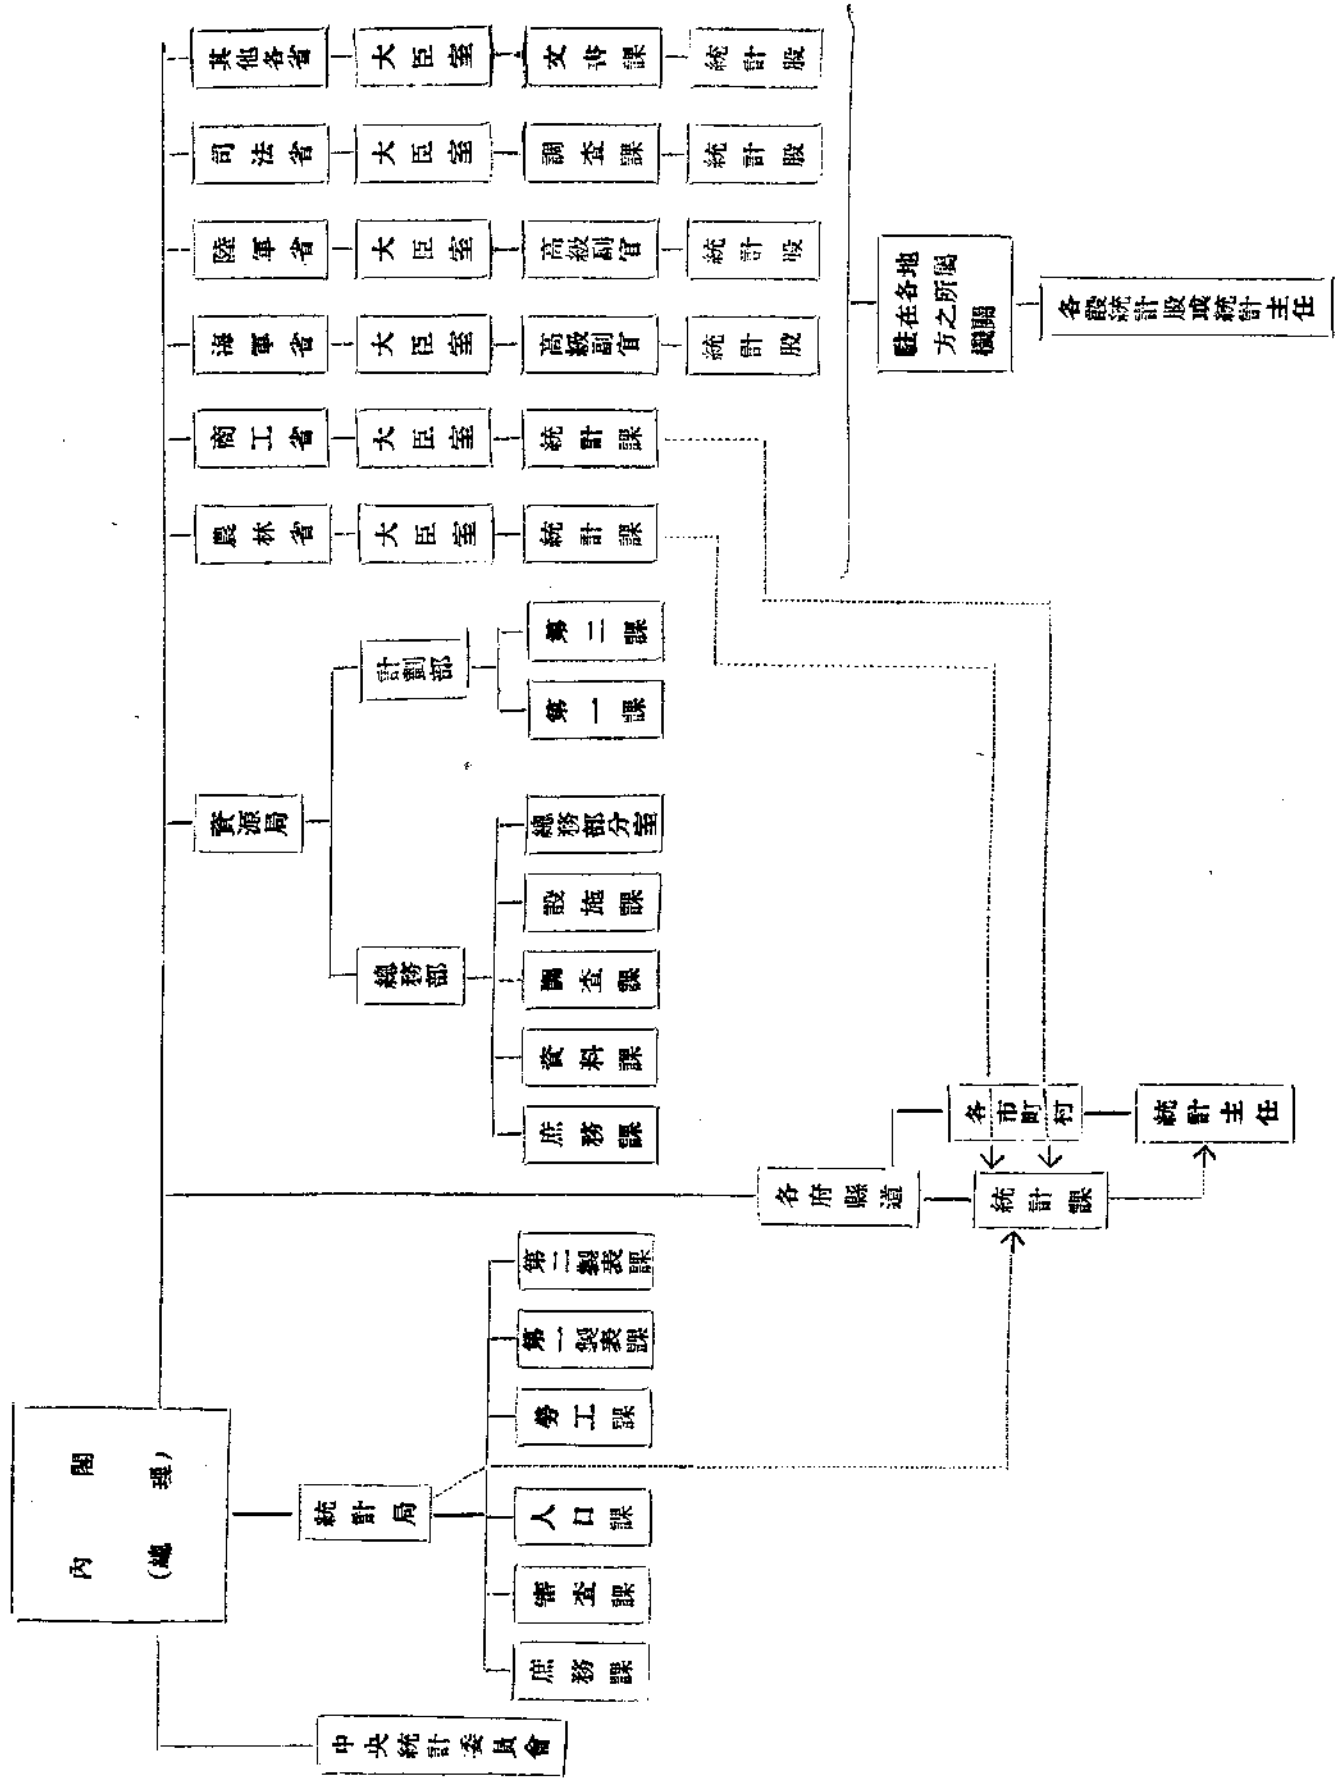 內閣
(總理)
中央統計委員會
統計局
庶務課
審查課
人口課
勞工課
第一製表課
第二製表課
各府縣道
統計課
各市町村
統計主任
資源局
總務部
庶務課
資料課
調查課
設施課
總務部分室
計劃部
第一課
第二課
農林省
大臣室
統計課
商工省
大臣室
統計課
海軍省
大臣室
高級副官
統計股
陸軍省
大臣室
高級副官
統計股
司法省
大臣室
調查課
統計股
其他各省
大臣室
文書課
統計股
駐在各地
方之所屬
機關
各設統計股或統計主任